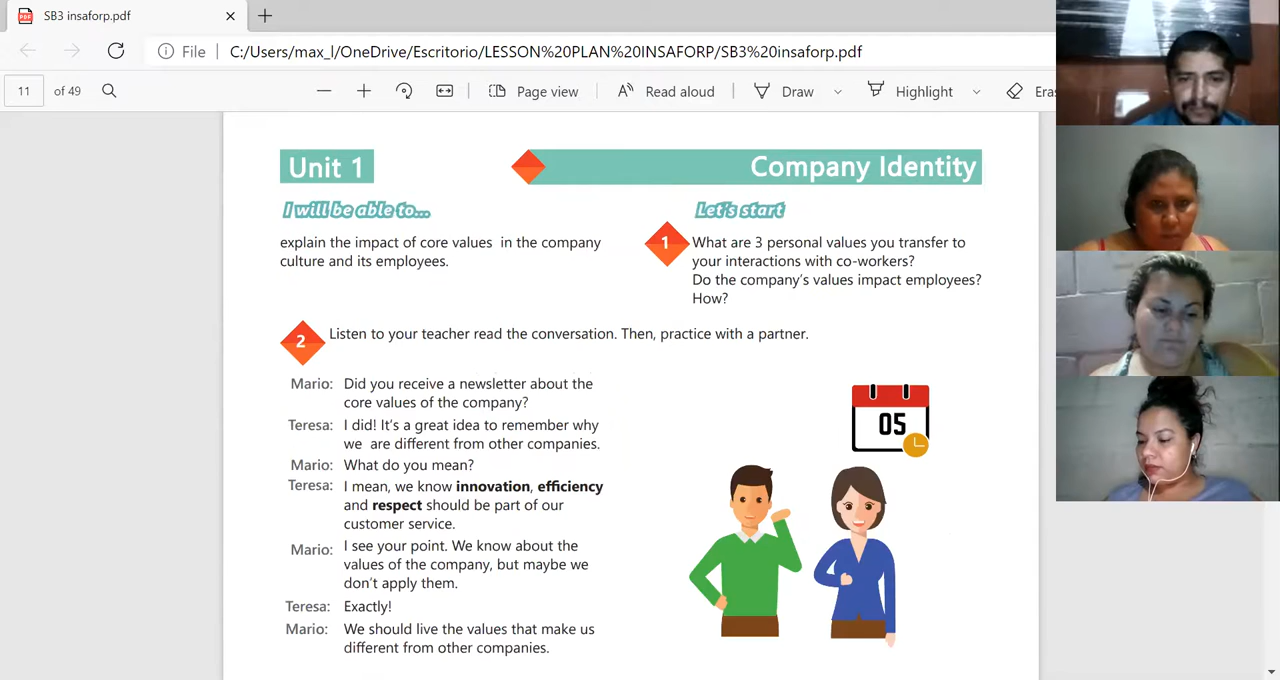 SB3 insaforp.pdf
File
C:/Users/max_l/OneDrive/Escritorio/LESSON%20PLAN%20INSAFORP/SB3%20insaforp.pdf
11 of 49
Page view
Read aloud
Draw
Highlight
Eras
Unit 1
Company Identity
I will be able to...
explain the impact of core values in the company
culture and its employees.
Let's start
1
What are 3 personal values you transfer to
your interactions with co-workers?
Do the company's values impact employees?
How?
2
Listen to your teacher read the conversation. Then, practice with a partner.
Mario: Did you receive a newsletter about the
core values of the company?
Teresa: I did! It's a great idea to remember why
we are different from other companies.
Mario: What do you mean?
Teresa: I mean, we know innovation, efficiency
and respect should be part of our
customer service.
Mario: I see your point. We know about the
values of the company, but maybe we
don't apply them.
Teresa: Exactly!
Mario: We should live the values that make us
different from other companies.
05